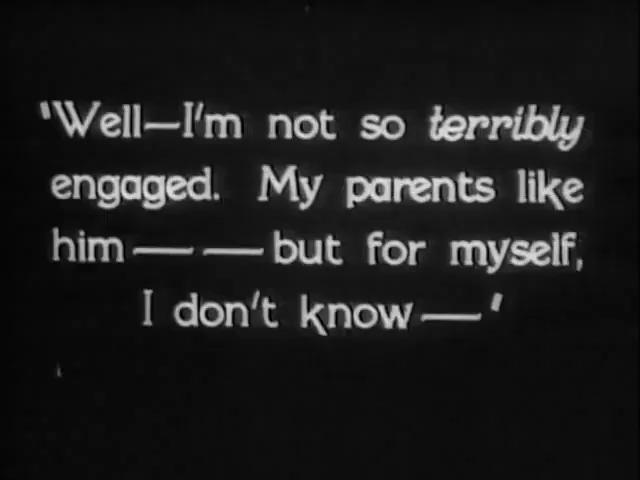 'Well—I'm not so terribly
engaged. My parents like
him — — but for myself,
I don't know — '